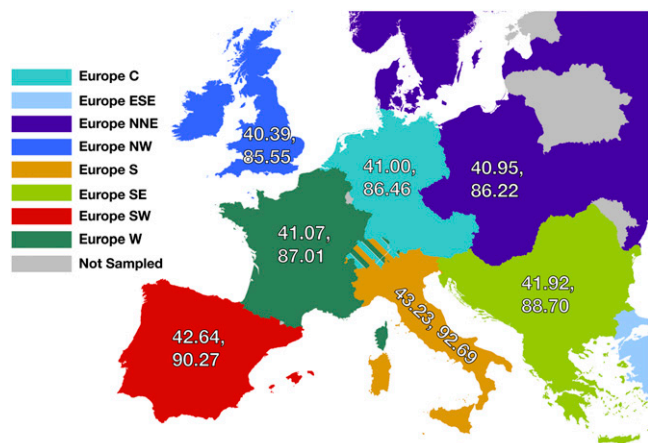 Europe C
Europe ESE
Europe NNE
Europe NW
Europe S
Europe SE
Europe SW
Europe W
Not Sampled
40.39,
85.55
41.00,
86.46
40.95,
86.22
41.07,
87.01
41.92,
88.70
43.23, 92.69
42.64,
90.27